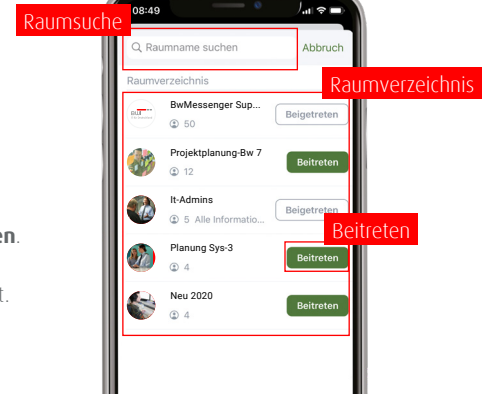 08:49
Raumsuche
Raumname suchen
Abbruch
Raumverzeichnis
Raumverzeichnis
BwMessenger Sup...
50
Beigetreten
Projektplanung-Bw 7
12
Beitreten
It-Admins
5 Alle Informatio...
Beigetreten
Beitreten
en.
Planung Sys-3
4
Beitreten
t.
Neu 2020
4
Beitreten